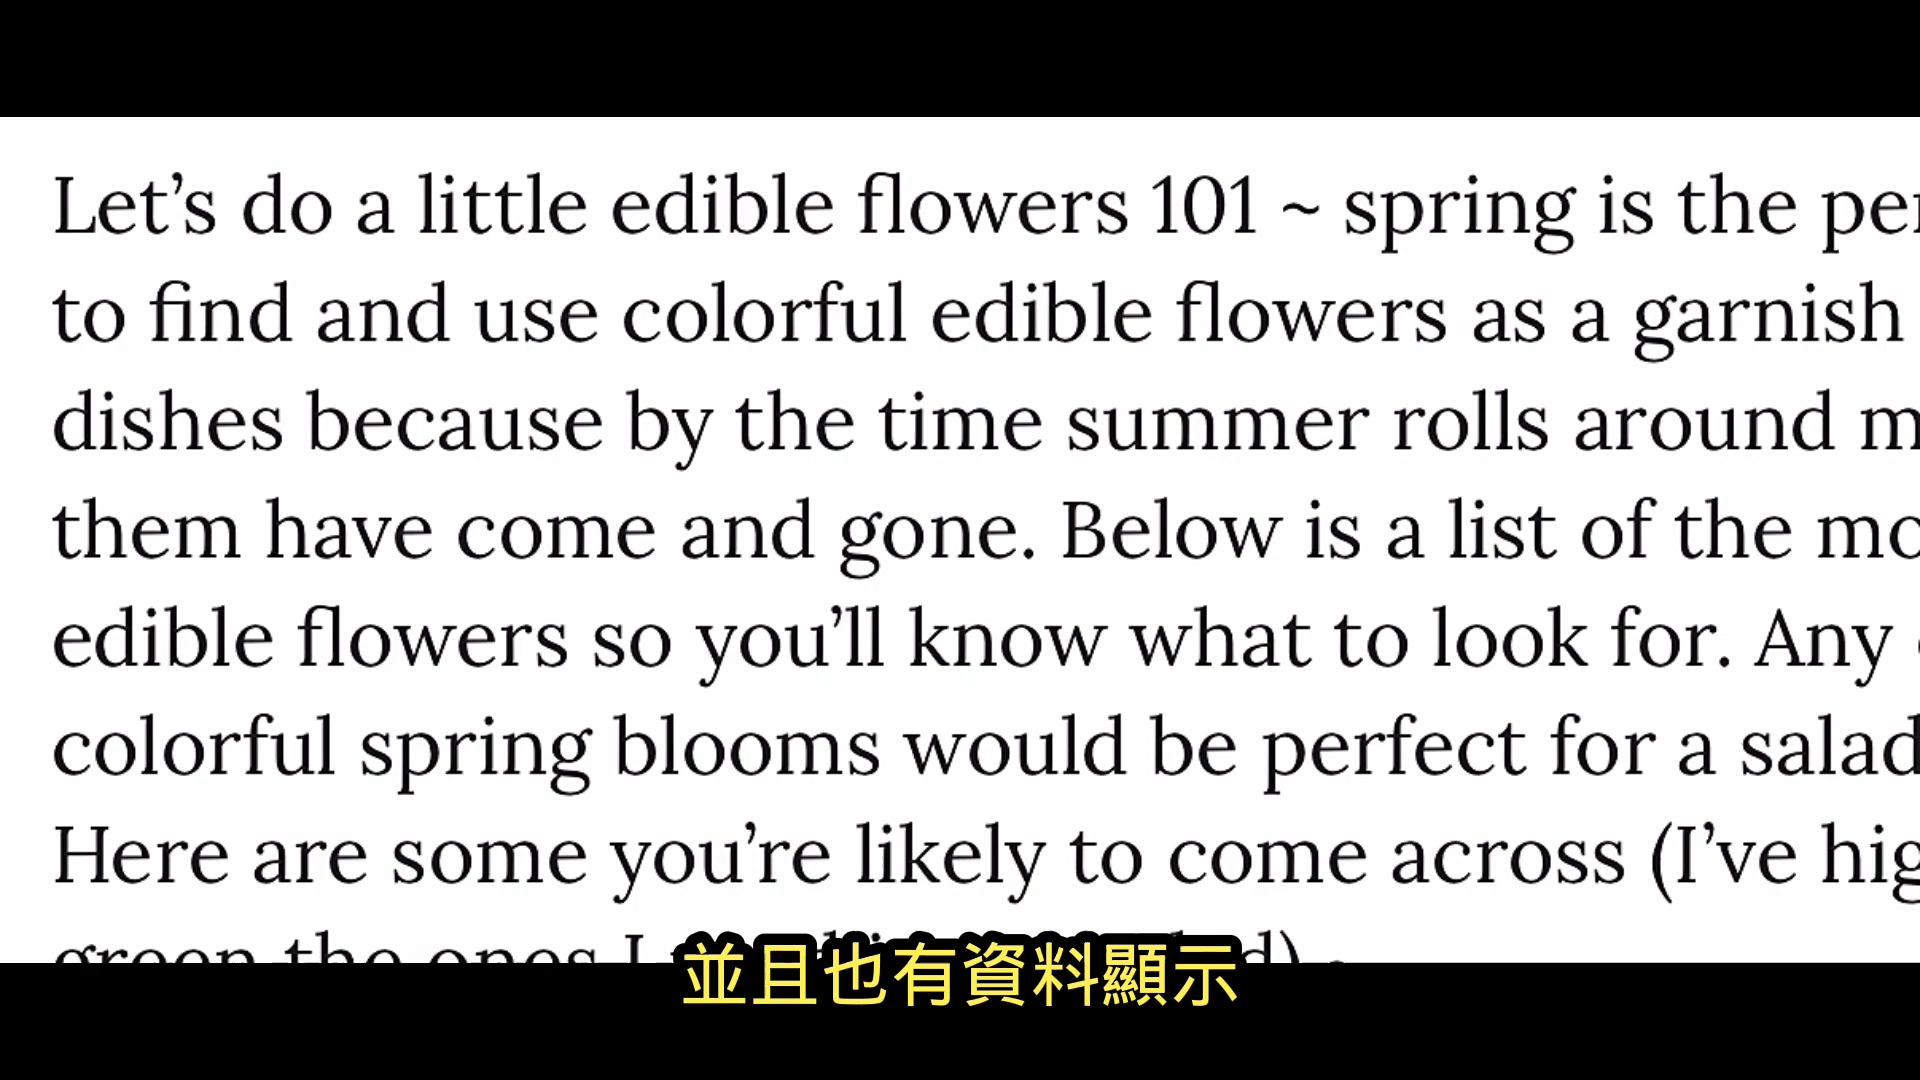 Let’s do a little edible flowers 101 ~ spring is the
to find and use colorful edible flowers as a garnish
dishes because by the time summer rolls around
them have come and gone. Below is a list of the
edible flowers so you’ll know what to look for. Any
colorful spring blooms would be perfect for a salad
Here are some you’re likely to come across (I’ve
green the ones I
並且也有資料顯示